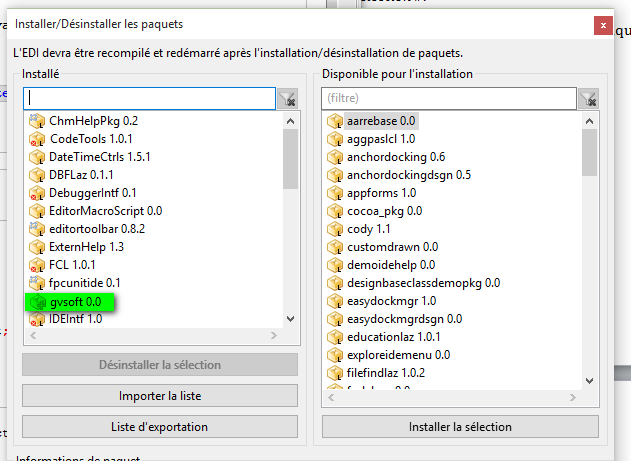 Installer/Désinstaller les paquets
x
L'EDI devra être recompilé et redémarré après l'installation/désinstallation de paquets.
qu
Installé
ChmHelpPkg 0.2
CodeTools 1.0.1
DateTimeCtrls 1.5.1
DBFLaz 0.1.1
DebuggerIntf 0.1
EditorMacroScript 0.0
editortoolbar 0.8.2
ExternHelp 1.3
FCL 1.0.1
fpcunitide 0.1
gvsoft 0.0
IDEIntf 1.0
Désinstaller la sélection
Importer la liste
Liste d'exportation
Disponible pour l'installation
(filtre)
aarrebase 0.0
aggpaslcl 1.0
anchordocking 0.6
anchordockingdsgn 0.5
appforms 1.0
cocoa_pkg 0.0
cody 1.1
customdrawn 0.0
demoidehelp 0.0
designbaseclassdemopkg 0.0
easydockmgr 1.0
easydockmgrdsgn 0.0
educationlaz 1.0.1
exploreidemenu 0.0
filefindlaz 1.0.2
Installer la sélection
Informations de paquet